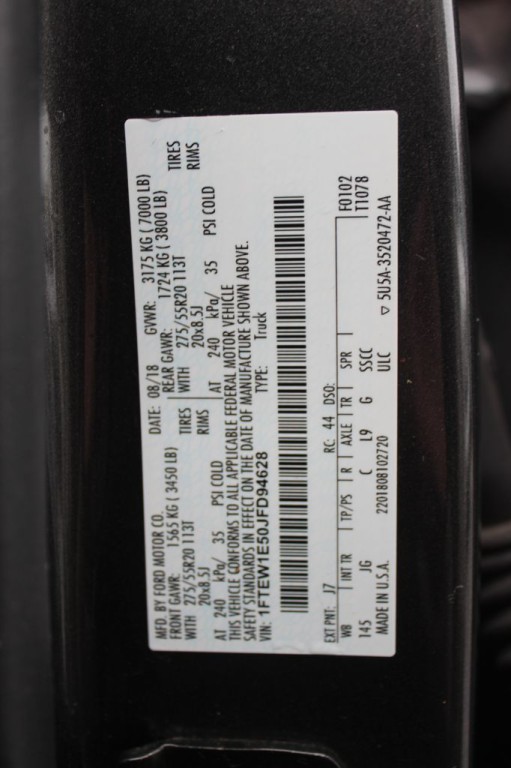 MFD. BY FORD MOTOR CO. DATE: 08/18 GVWR: 3175 KG ( 7000 LB)
FRONT GAWR: 1565 KG ( 3450 LB) REAR GAWR: 1724 KG ( 3800 LB)
WITH 275/55R20 113T TIRES WITH 275/55R20 113T TIRES
20x8.5J RIMS 20x8.5J RIMS
AT 240 kPa/ 35 PSI COLD AT 240 kPa/ 35 PSI COLD
THIS VEHICLE CONFORMS TO ALL APPLICABLE FEDERAL MOTOR VEHICLE
SAFETY STANDARDS IN EFFECT ON THE DATE OF MANUFACTURE SHOWN ABOVE.
VIN: 1FTEW1E50JFD94628 TYPE: Truck
EXT PNT: J7 RC: 44 DSO: F0102
WB INT TR TP/PS R AXLE TR SPR T1078
145 JG C L9 G SSCC
MADE IN U.S.A. 2201808102720 ULC ▽ 5U5A-3520472-AA